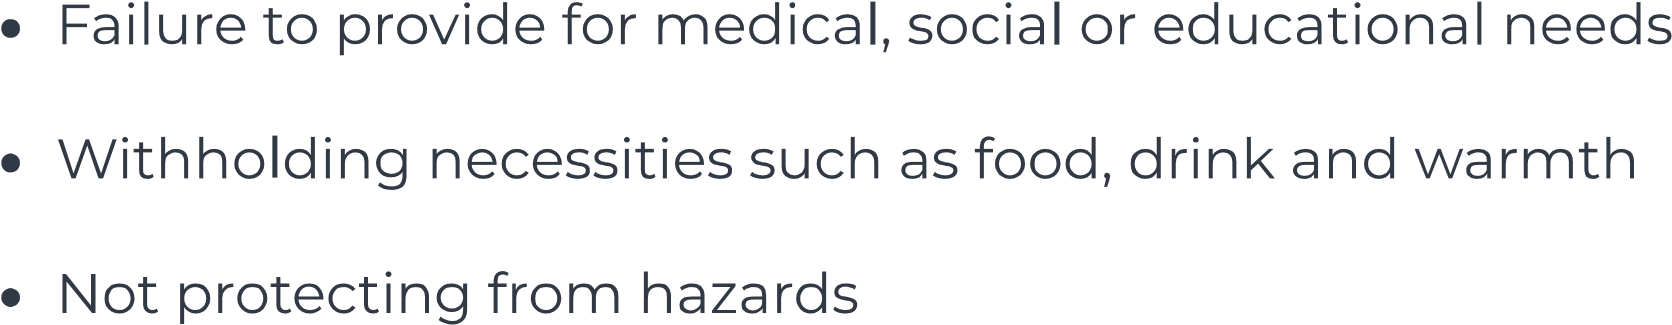 • Failure to provide for medical, social or educational needs
• Withholding necessities such as food, drink and warmth
• Not protecting from hazards